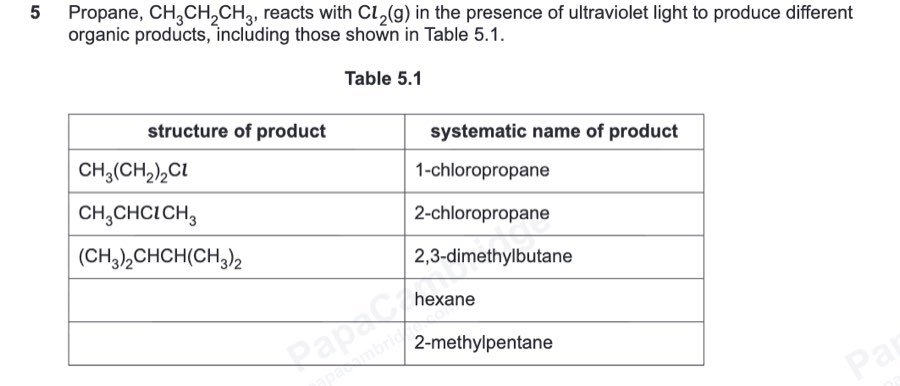 5 Propane, CH₃CH₂CH₃, reacts with Cl₂(g) in the presence of ultraviolet light to produce different
organic products, including those shown in Table 5.1.
Table 5.1
structure of product systematic name of product
CH₃(CH₂)₂Cl 1-chloropropane
CH₃CHClCH₃ 2-chloropropane
(CH₃)₂CHCH(CH₃)₂ 2,3-dimethylbutane
hexane
2-methylpentane
PapaCambridge